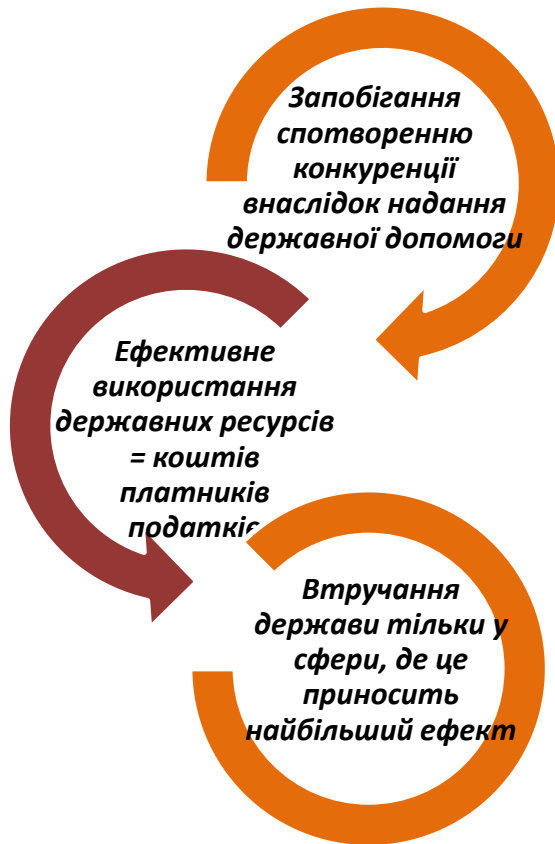 Запобігання
спотворенню
конкуренції
внаслідок надання
державної допомоги
Ефективне
використання
державних ресурсів
= коштів
платників
податків
Втручання
держави тільки у
сфери, де це
приносить
найбільший ефект